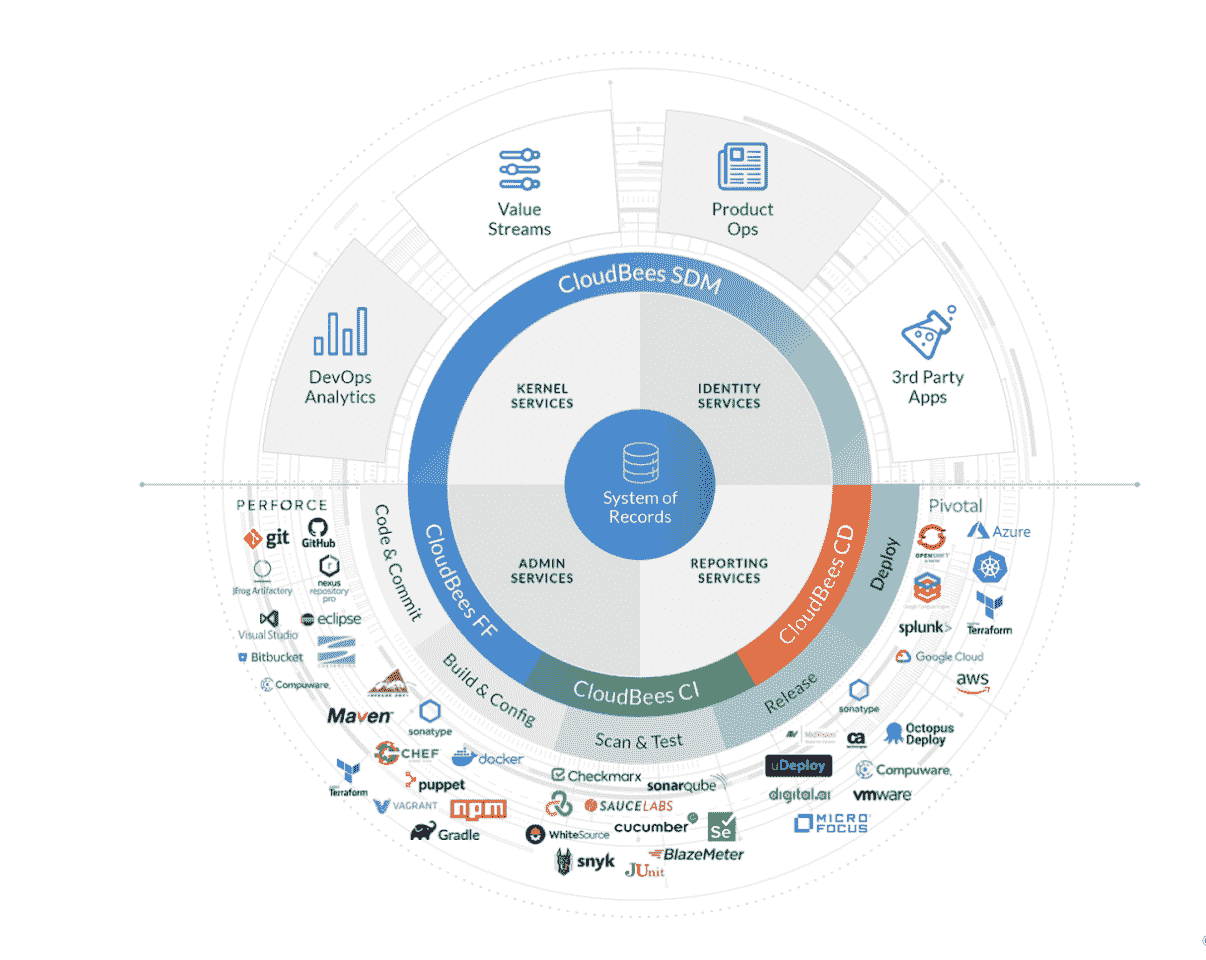 Value
Streams
Product
Ops
DevOps
Analytics
3rd Party
Apps
CloudBees SDM
KERNEL
SERVICES
IDENTITY
SERVICES
System of
Records
ADMIN
SERVICES
REPORTING
SERVICES
CloudBees FF
CloudBees CI
CloudBees CD
Code & Commit
Build & Config
Scan & Test
Release
Deploy
PERFORCE
git
GitHub
JFrog Artifactory
nexus
repository
pro
Visual Studio
eclipse
Bitbucket
Compuware.
Maven
sonatype
CHEF
docker
Terraform
puppet
VAGRANT
npm
Gradle
Checkmarx
sonarqube
SAUCELABS
WhiteSource
cucumber
Se
snyk
JUnit
BlazeMeter
sonatype
ca
Octopus
Deploy
uDeploy
Compuware.
digital.ai
vmware
MICRO
FOCUS
Pivotal
OPENSHIFT
Azure
splunk>
Terraform
Google Cloud
aws